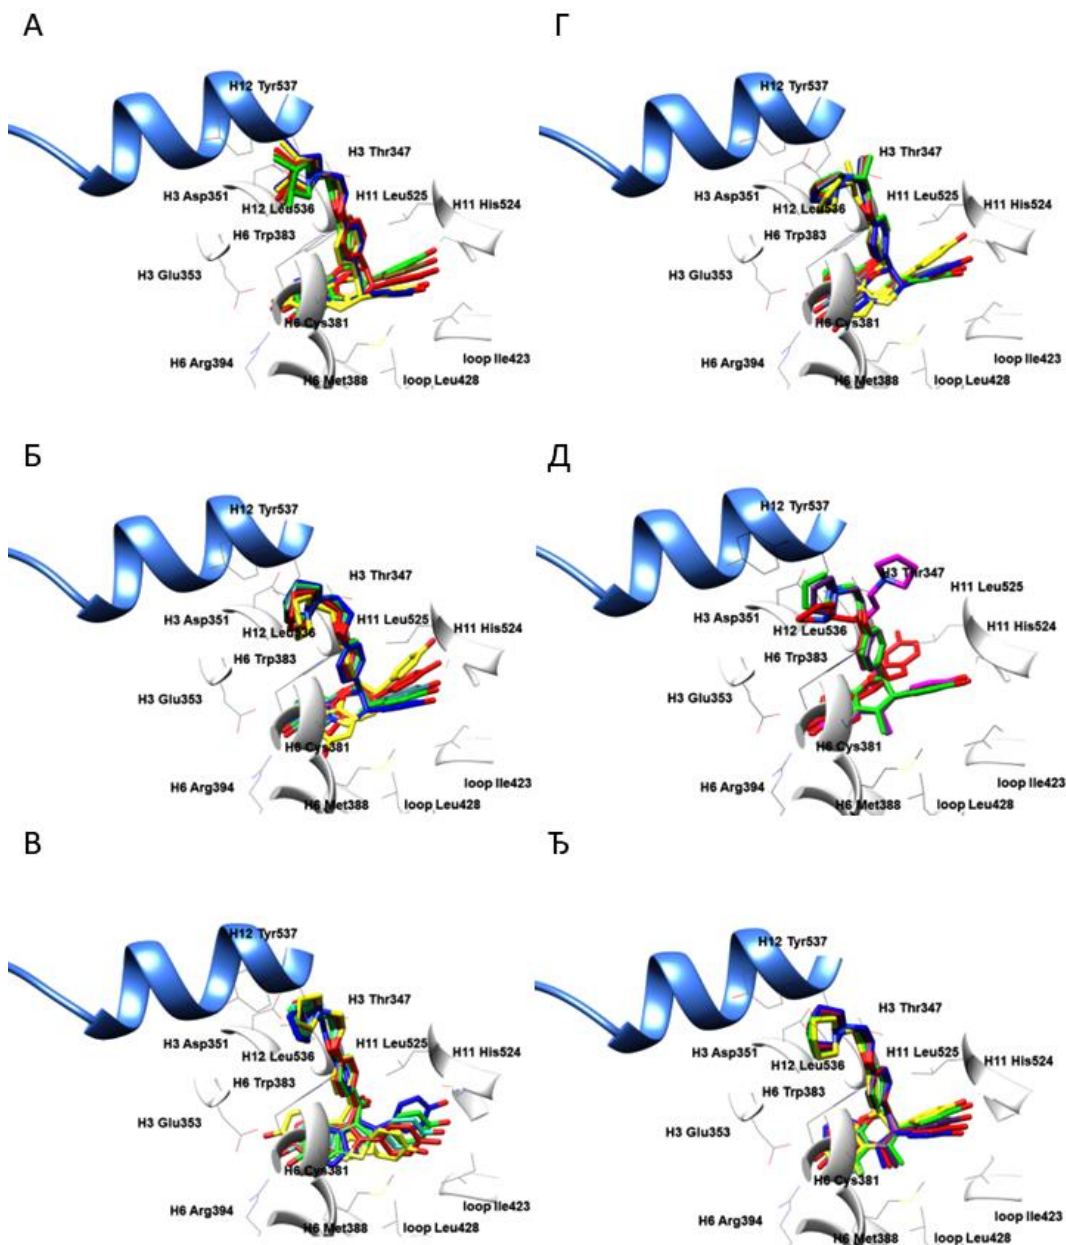 А
H12 Tyr537
H3 Thr347
H3 Asp351
H11 Leu525
H12 Leu536
H11 His524
H6 Trp383
H3 Glu353
H6 Cys381
H6 Arg394
loop Ile423
H6 Met388
loop Leu428
Г
H12 Tyr537
H3 Thr347
H3 Asp351
H11 Leu525
H12 Leu536
H11 His524
H6 Trp383
H3 Glu353
H6 Cys381
H6 Arg394
loop Ile423
H6 Met388
loop Leu428
Б
H12 Tyr537
H3 Thr347
H3 Asp351
H11 Leu525
H12 Leu536
H11 His524
H6 Trp383
H3 Glu353
H6 Cys381
H6 Arg394
loop Ile423
H6 Met388
loop Leu428
Д
H12 Tyr537
H3 Thr347
H11 Leu525
H3 Asp351
H12 Leu536
H11 His524
H6 Trp383
H3 Glu353
H6 Cys381
H6 Arg394
loop Ile423
H6 Met388
loop Leu428
В
H12 Tyr537
H3 Thr347
H3 Asp351
H11 Leu525
H12 Leu536
H11 His524
H6 Trp383
H3 Glu353
H6 Cys381
H6 Arg394
loop Ile423
H6 Met388
loop Leu428
Ђ
H12 Tyr537
H3 Thr347
H3 Asp351
H11 Leu525
H12 Leu536
H11 His524
H6 Trp383
H3 Glu353
H6 Cys381
H6 Arg394
loop Ile423
H6 Met388
loop Leu428